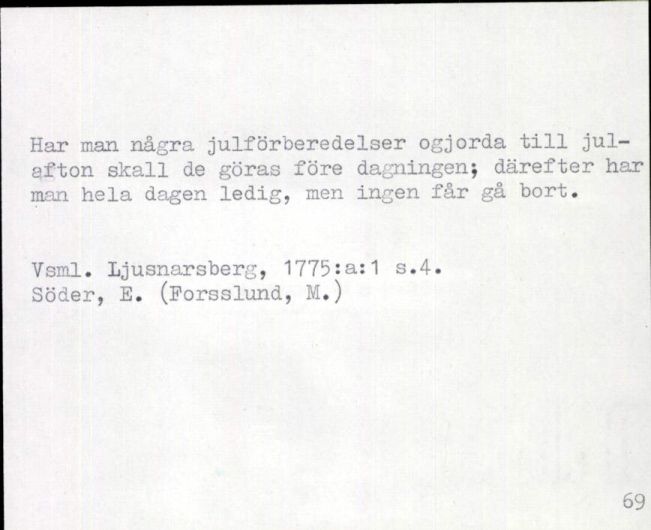 Har man några julförberedelser ogjorda till jul-
afton skall de göras före dagningen; därefter har
man hela dagen ledig, men ingen får gå bort.
Vsml. Ljusnarsberg, 1775:a:1 s.4.
Söder, E. (Forsslund, M.)
69